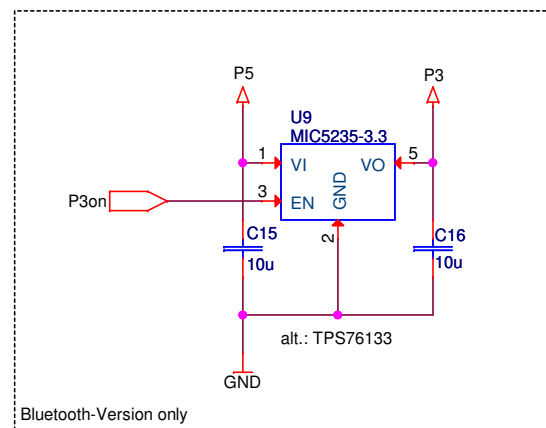 P5
P3
U9
MIC5235-3.3
1
VI
VO
5
P3on
3
EN
GND
2
C15
10u
C16
10u
alt.: TPS76133
GND
Bluetooth-Version only